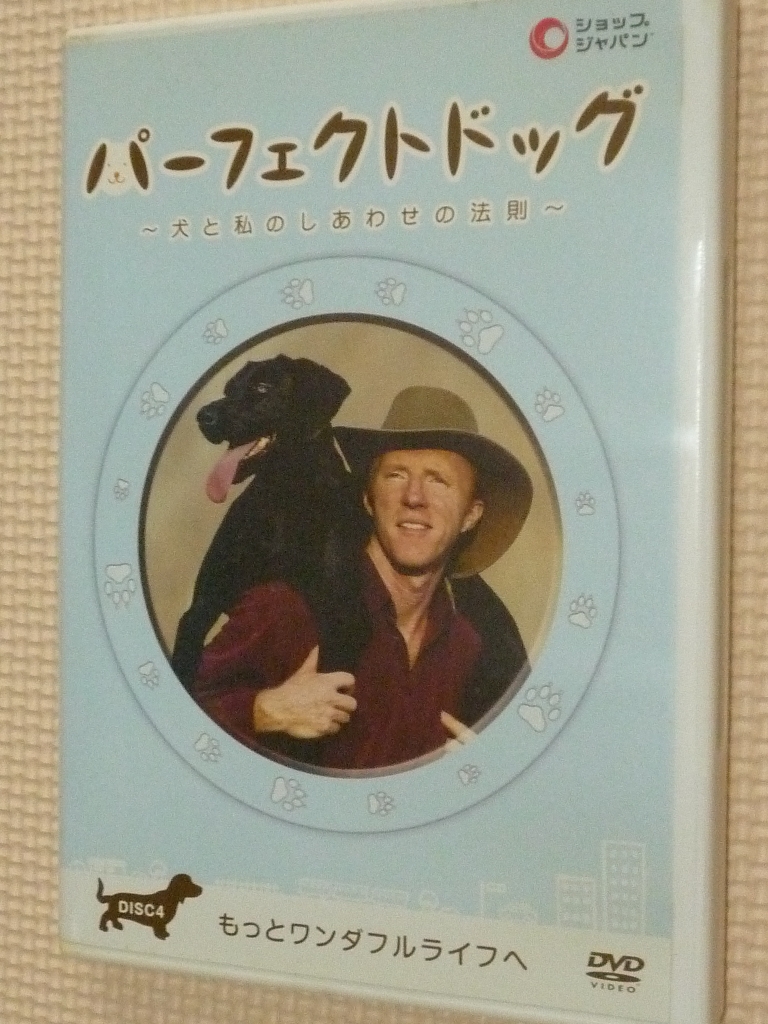 ショップ
ジャパン
パーフェクトドッグ
～犬と私のしあわせの法則～
DISC4
もっとワンダフルライフへ
DVD
VIDEO